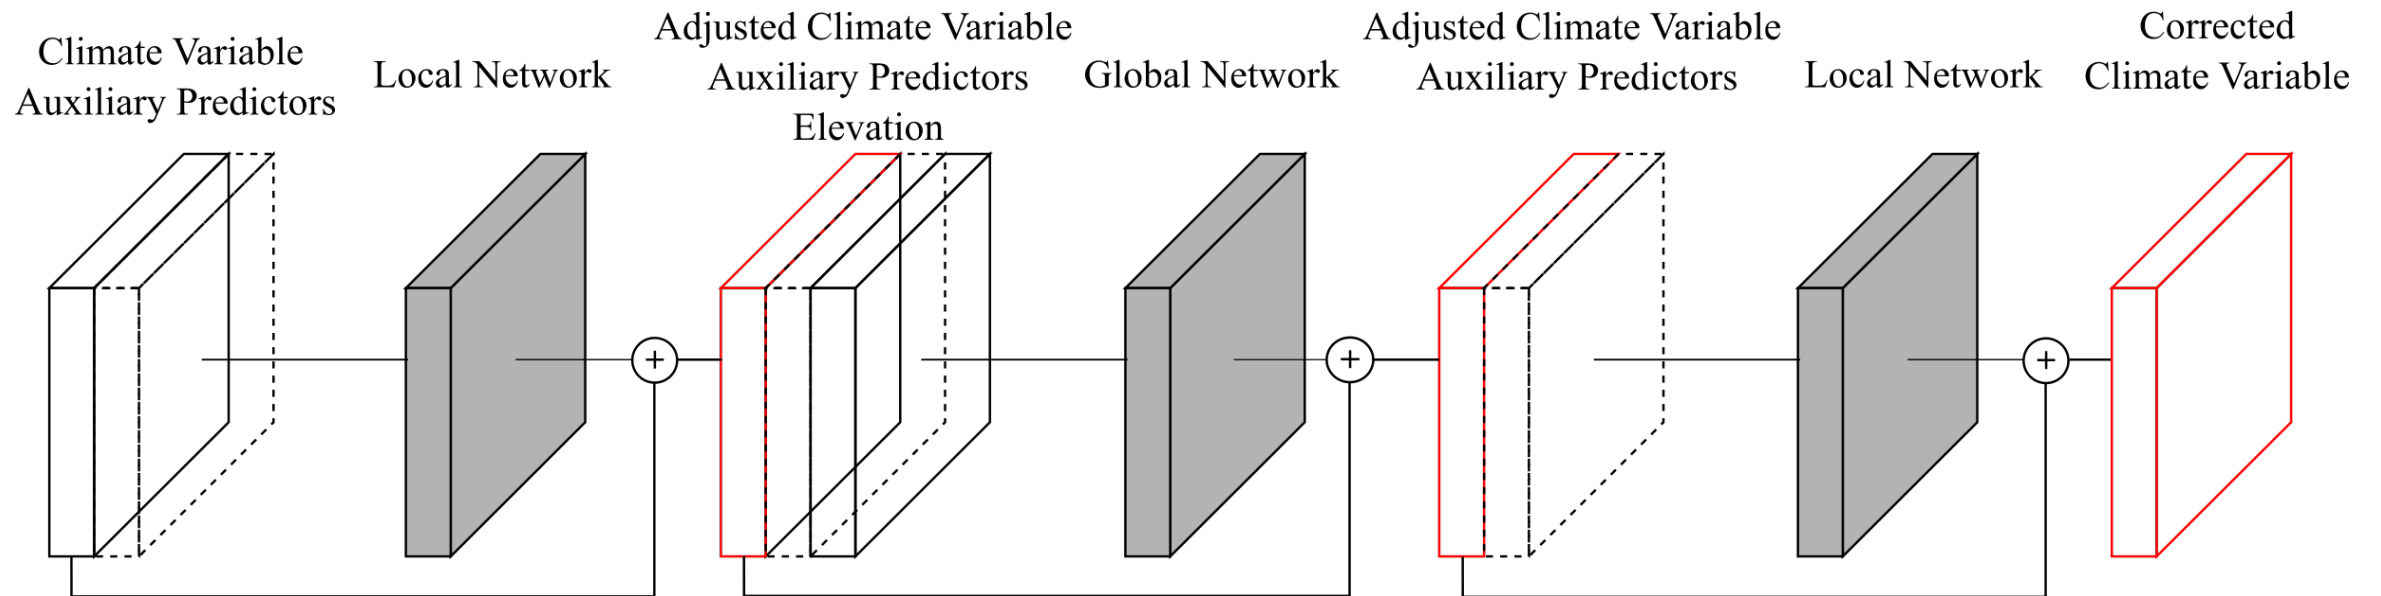 Climate Variable
Auxiliary Predictors
Local Network
Adjusted Climate Variable
Auxiliary Predictors
Elevation
Global Network
Adjusted Climate Variable
Auxiliary Predictors
Local Network
Corrected
Climate Variable
+
+
+